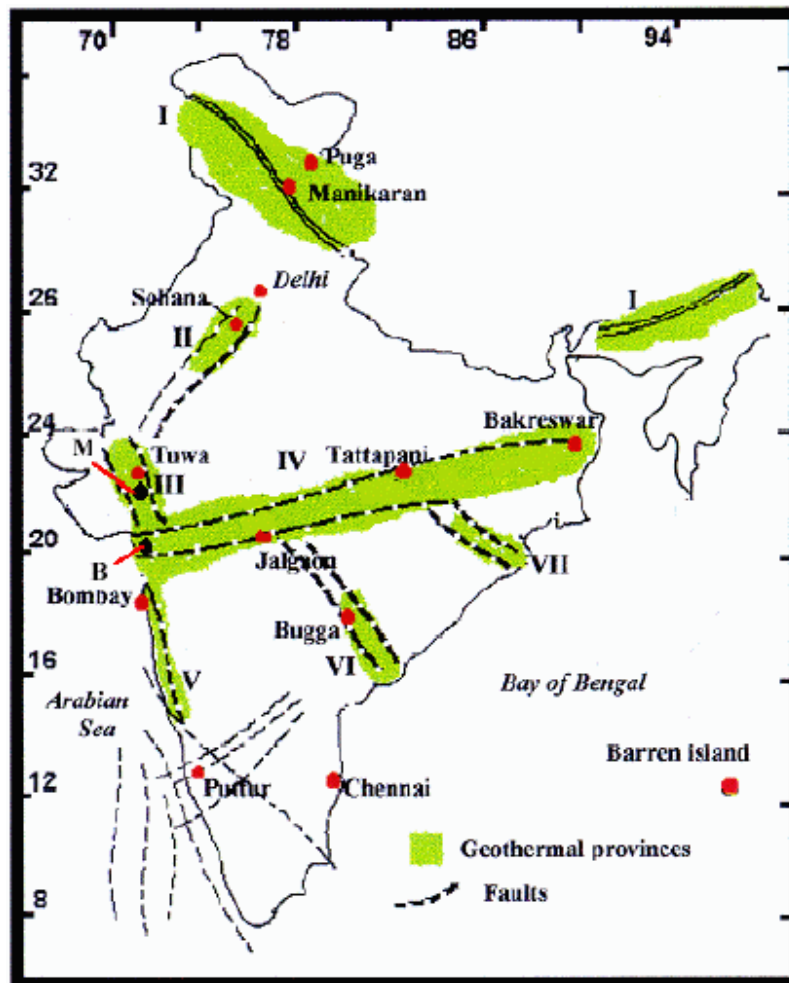 70 78 86 94
I
Puga
32
Manikaran
Delhi
26
Sohana
I
II
24
Bakreswar
M
Tuwa
IV
Tattapani
III
20
B
Jalgaon
VII
Bombay
Bugga
16
VI
V
Bay of Bengal
Arabian
Sea
Barren island
12
Puttur
Chennai
Geothermal provinces
Faults
8